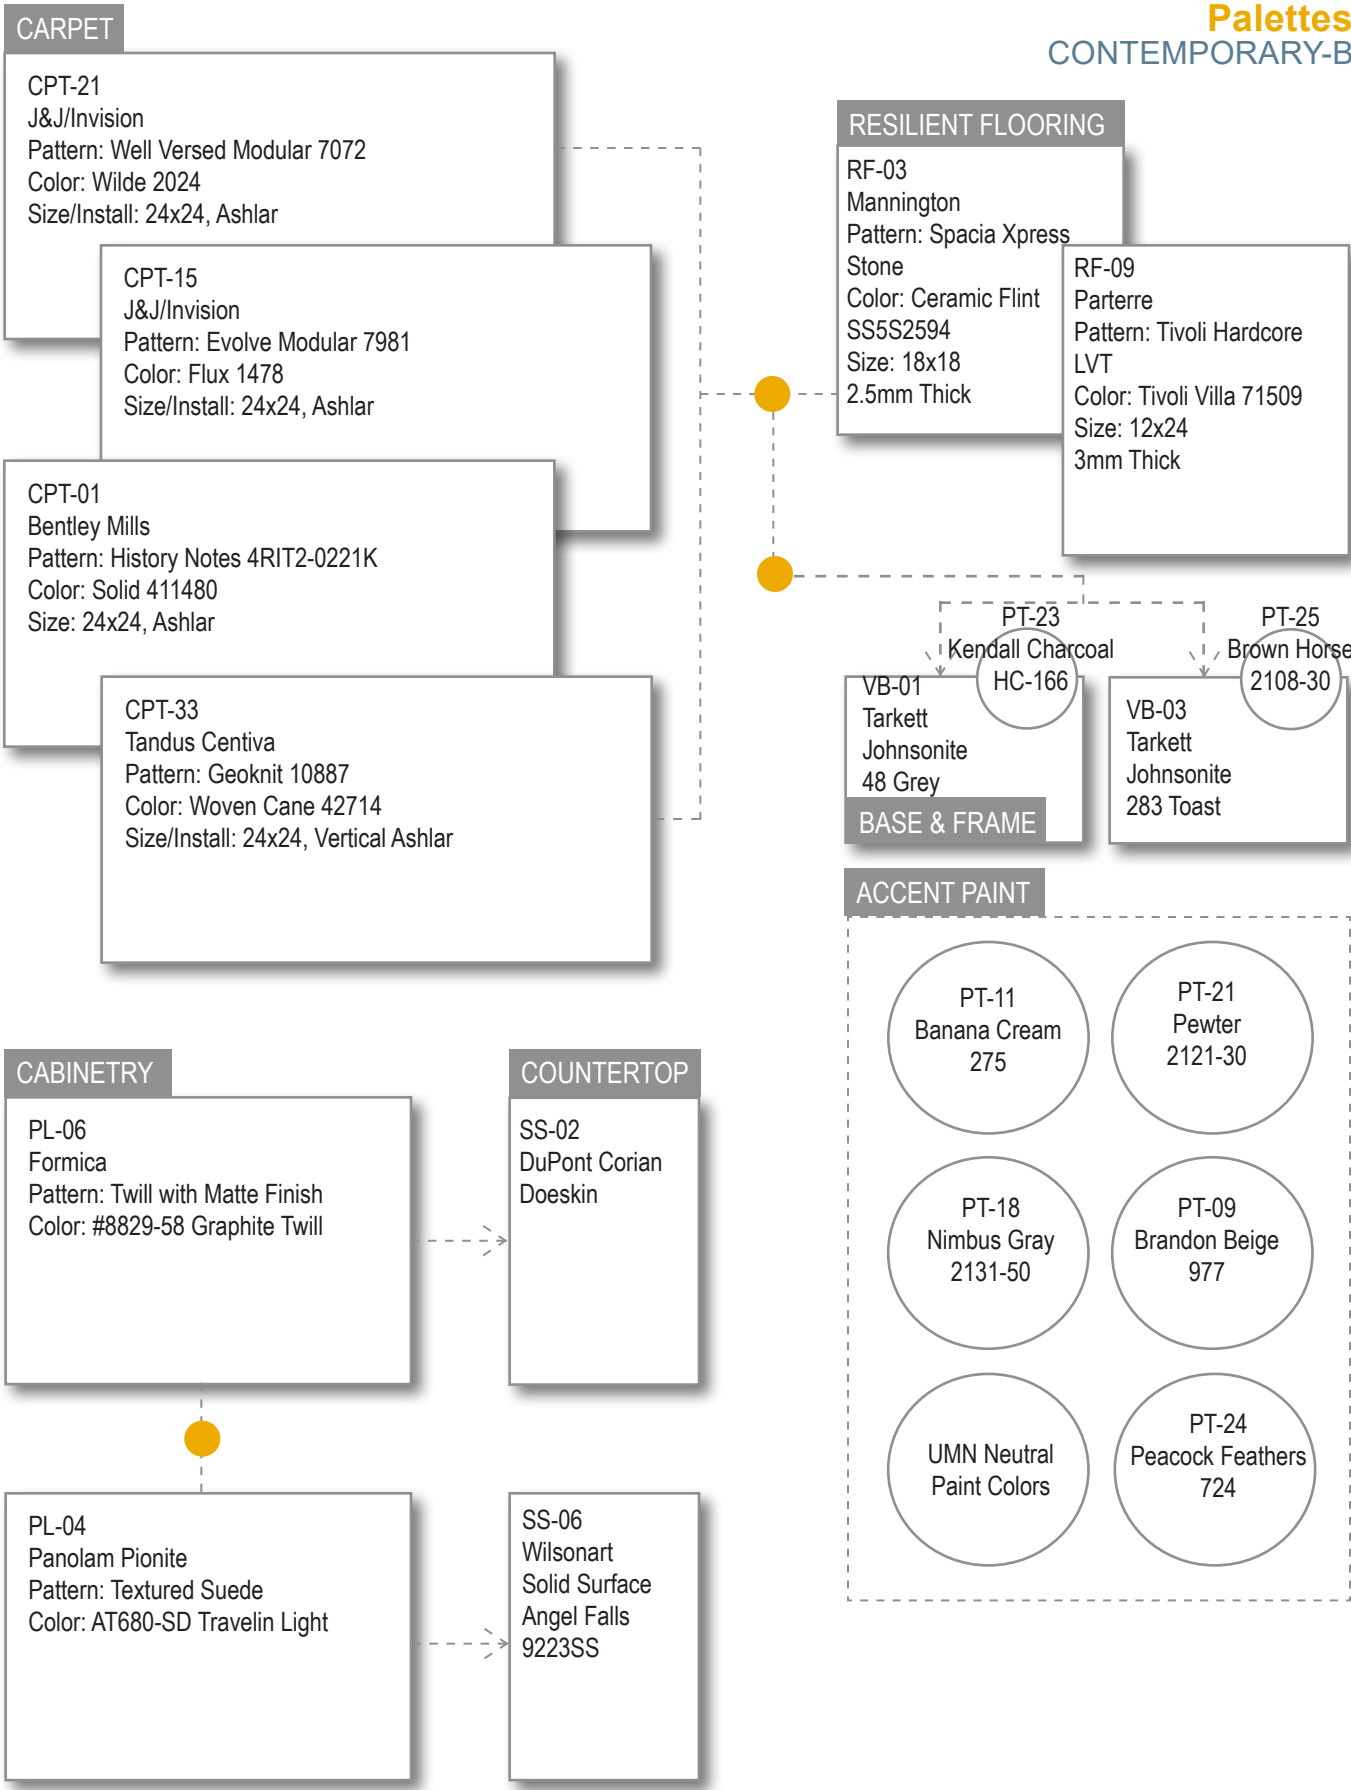 Palettes
CONTEMPORARY-B
CARPET
CPT-21
J&J/Invision
Pattern: Well Versed Modular 7072
Color: Wilde 2024
Size/Install: 24x24, Ashlar
CPT-15
J&J/Invision
Pattern: Evolve Modular 7981
Color: Flux 1478
Size/Install: 24x24, Ashlar
CPT-01
Bentley Mills
Pattern: History Notes 4RIT2-0221K
Color: Solid 411480
Size: 24x24, Ashlar
CPT-33
Tandus Centiva
Pattern: Geoknit 10887
Color: Woven Cane 42714
Size/Install: 24x24, Vertical Ashlar
RESILIENT FLOORING
RF-03
Mannington
Pattern: Spacia Xpress
Stone
Color: Ceramic Flint
SS5S2594
Size: 18x18
2.5mm Thick
RF-09
Parterre
Pattern: Tivoli Hardcore
LVT
Color: Tivoli Villa 71509
Size: 12x24
3mm Thick
PT-23
Kendall Charcoal
HC-166
VB-01
Tarkett
Johnsonite
48 Grey
BASE & FRAME
PT-25
Brown Horse
2108-30
VB-03
Tarkett
Johnsonite
283 Toast
ACCENT PAINT
PT-11
Banana Cream
275
PT-21
Pewter
2121-30
PT-18
Nimbus Gray
2131-50
PT-09
Brandon Beige
977
UMN Neutral
Paint Colors
PT-24
Peacock Feathers
724
CABINETRY
PL-06
Formica
Pattern: Twill with Matte Finish
Color: #8829-58 Graphite Twill
COUNTERTOP
SS-02
DuPont Corian
Doeskin
PL-04
Panolam Pionite
Pattern: Textured Suede
Color: AT680-SD Travelin Light
SS-06
Wilsonart
Solid Surface
Angel Falls
9223SS